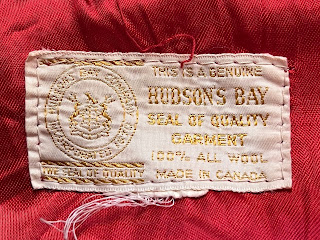 BAY
THE SEAL OF QUALITY
THIS IS A GENUINE
HUDSON'S BAY
SEAL OF QUALITY
GARMENT
100% ALL WOOL
MADE IN CANADA